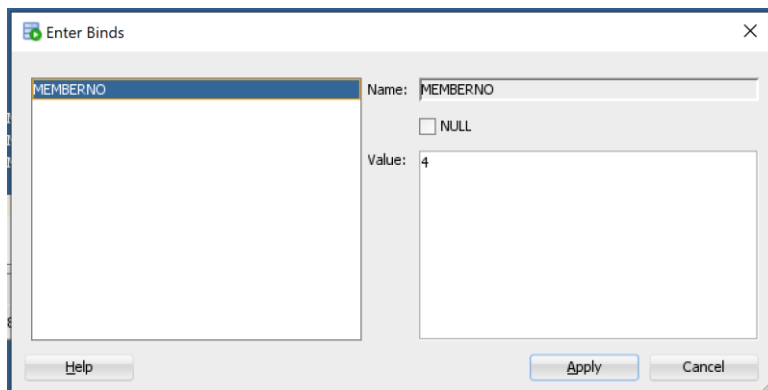 Enter Binds
MEMBERNO
Name: MEMBERNO
NULL
Value: 4
Help
Apply
Cancel